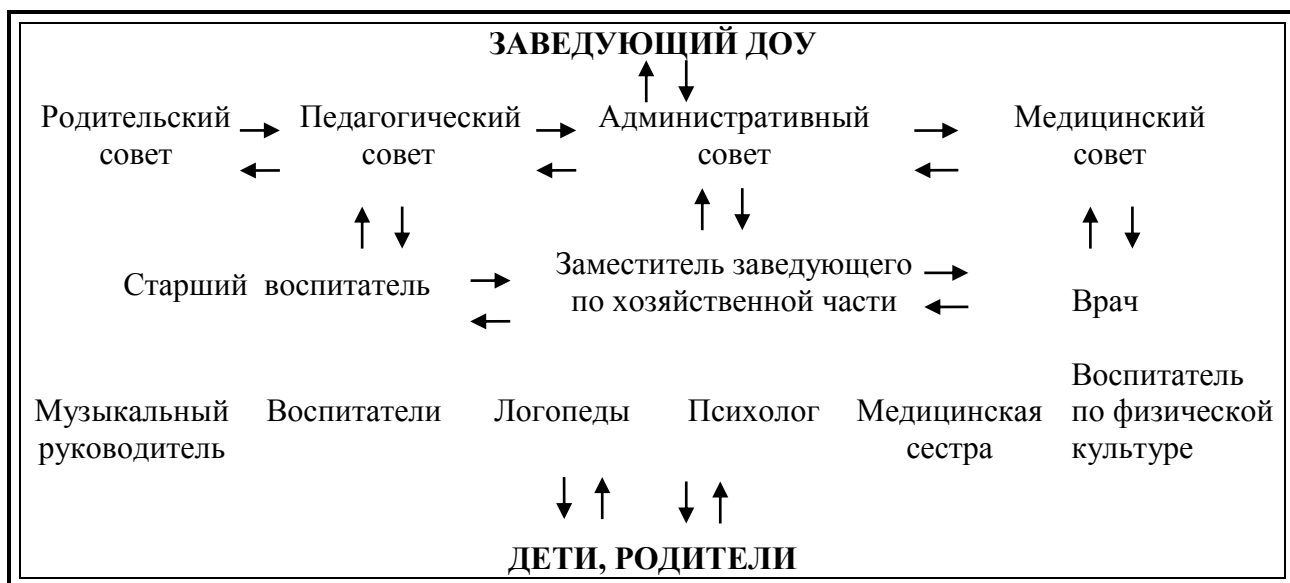 ЗАВЕДУЮЩИЙ ДОУ
Родительский совет
Педагогический совет
Административный совет
Медицинский совет
Старший воспитатель
Заместитель заведующего
по хозяйственной части
Врач
Музыкальный
руководитель
Воспитатели
Логопеды
Психолог
Медицинская
сестра
Воспитатель
по физической
культуре
ДЕТИ, РОДИТЕЛИ